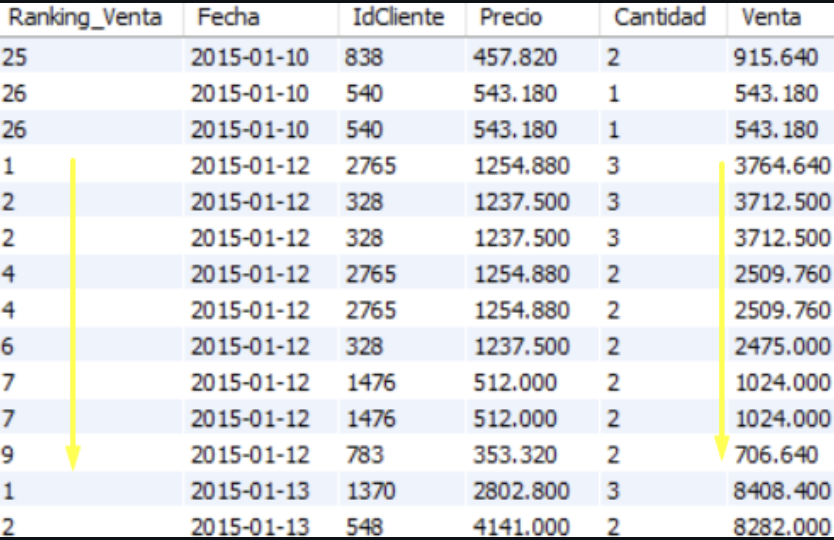 Ranking_Venta Fecha IdCliente Precio Cantidad Venta
25 2015-01-10 838 457.820 2 915.640
26 2015-01-10 540 543.180 1 543.180
26 2015-01-10 540 543.180 1 543.180
1 2015-01-12 2765 1254.880 3 3764.640
2 2015-01-12 328 1237.500 3 3712.500
2 2015-01-12 328 1237.500 3 3712.500
4 2015-01-12 2765 1254.880 2 2509.760
4 2015-01-12 2765 1254.880 2 2509.760
6 2015-01-12 328 1237.500 2 2475.000
7 2015-01-12 1476 512.000 2 1024.000
7 2015-01-12 1476 512.000 2 1024.000
9 2015-01-12 783 353.320 2 706.640
1 2015-01-13 1370 2802.800 3 8408.400
2 2015-01-13 548 4141.000 2 8282.000